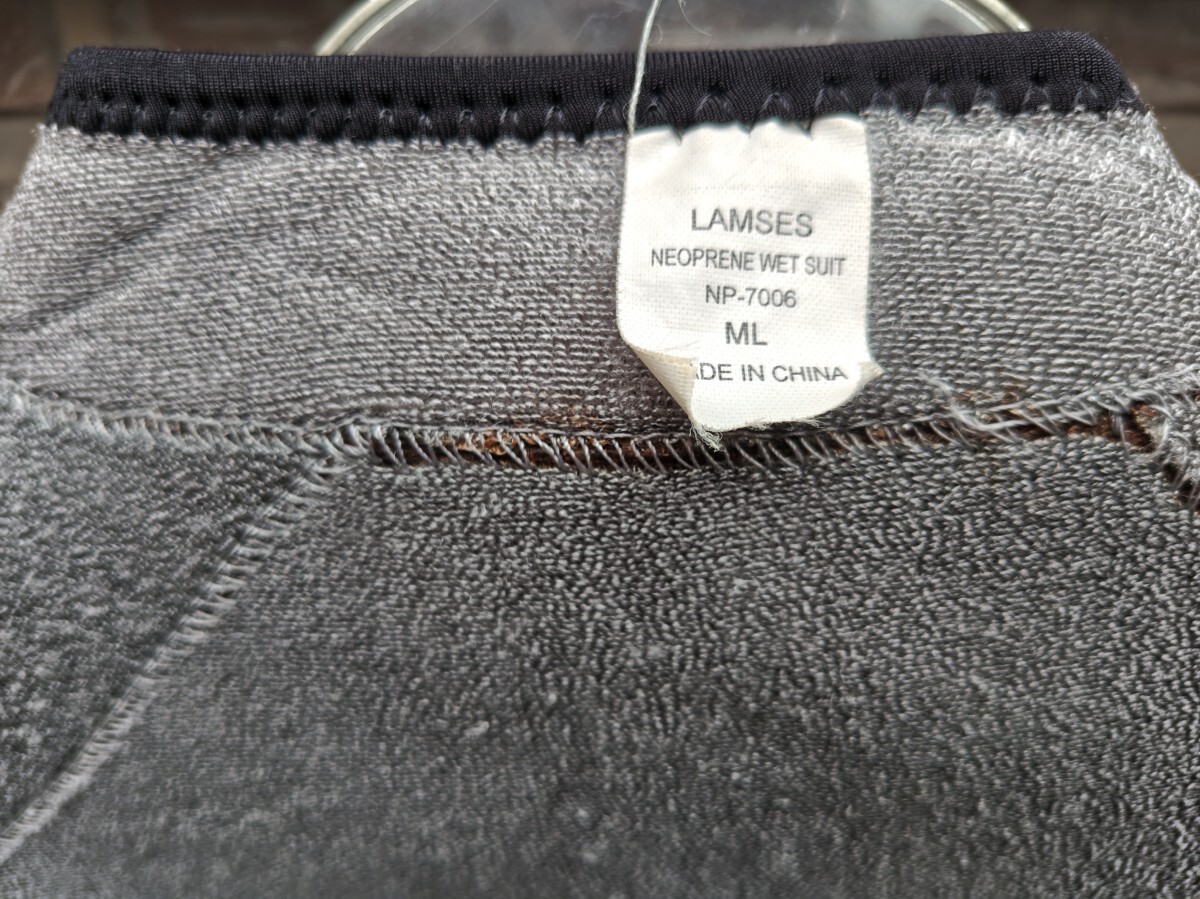 LAMSES
NEOPRENE WET SUIT
NP-7006
ML
ADE IN CHINA